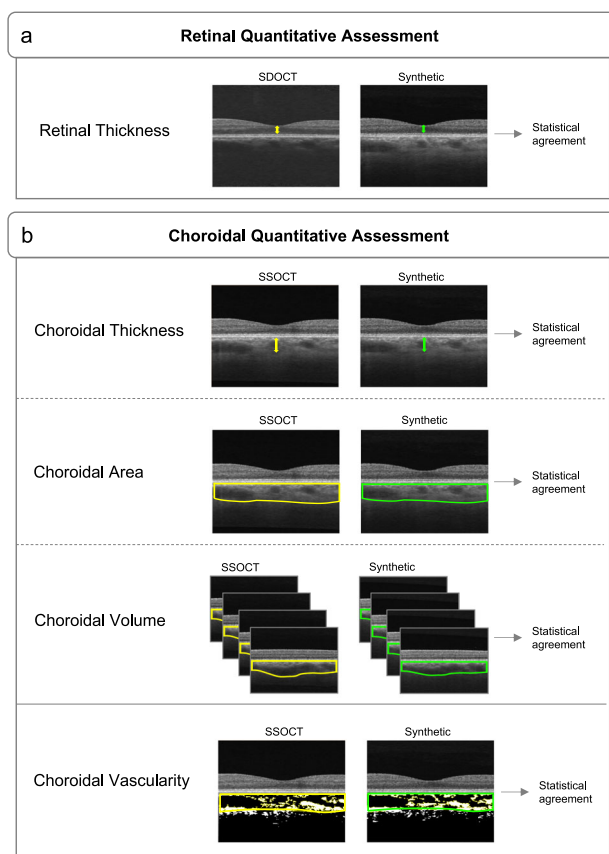 a
Retinal Quantitative Assessment
SDOCT
Synthetic
Retinal Thickness
Statistical
agreement
b
Choroidal Quantitative Assessment
SSOCT
Synthetic
Choroidal Thickness
Statistical
agreement
SSOCT
Synthetic
Choroidal Area
Statistical
agreement
SSOCT
Synthetic
Choroidal Volume
Statistical
agreement
SSOCT
Synthetic
Choroidal Vascularity
Statistical
agreement